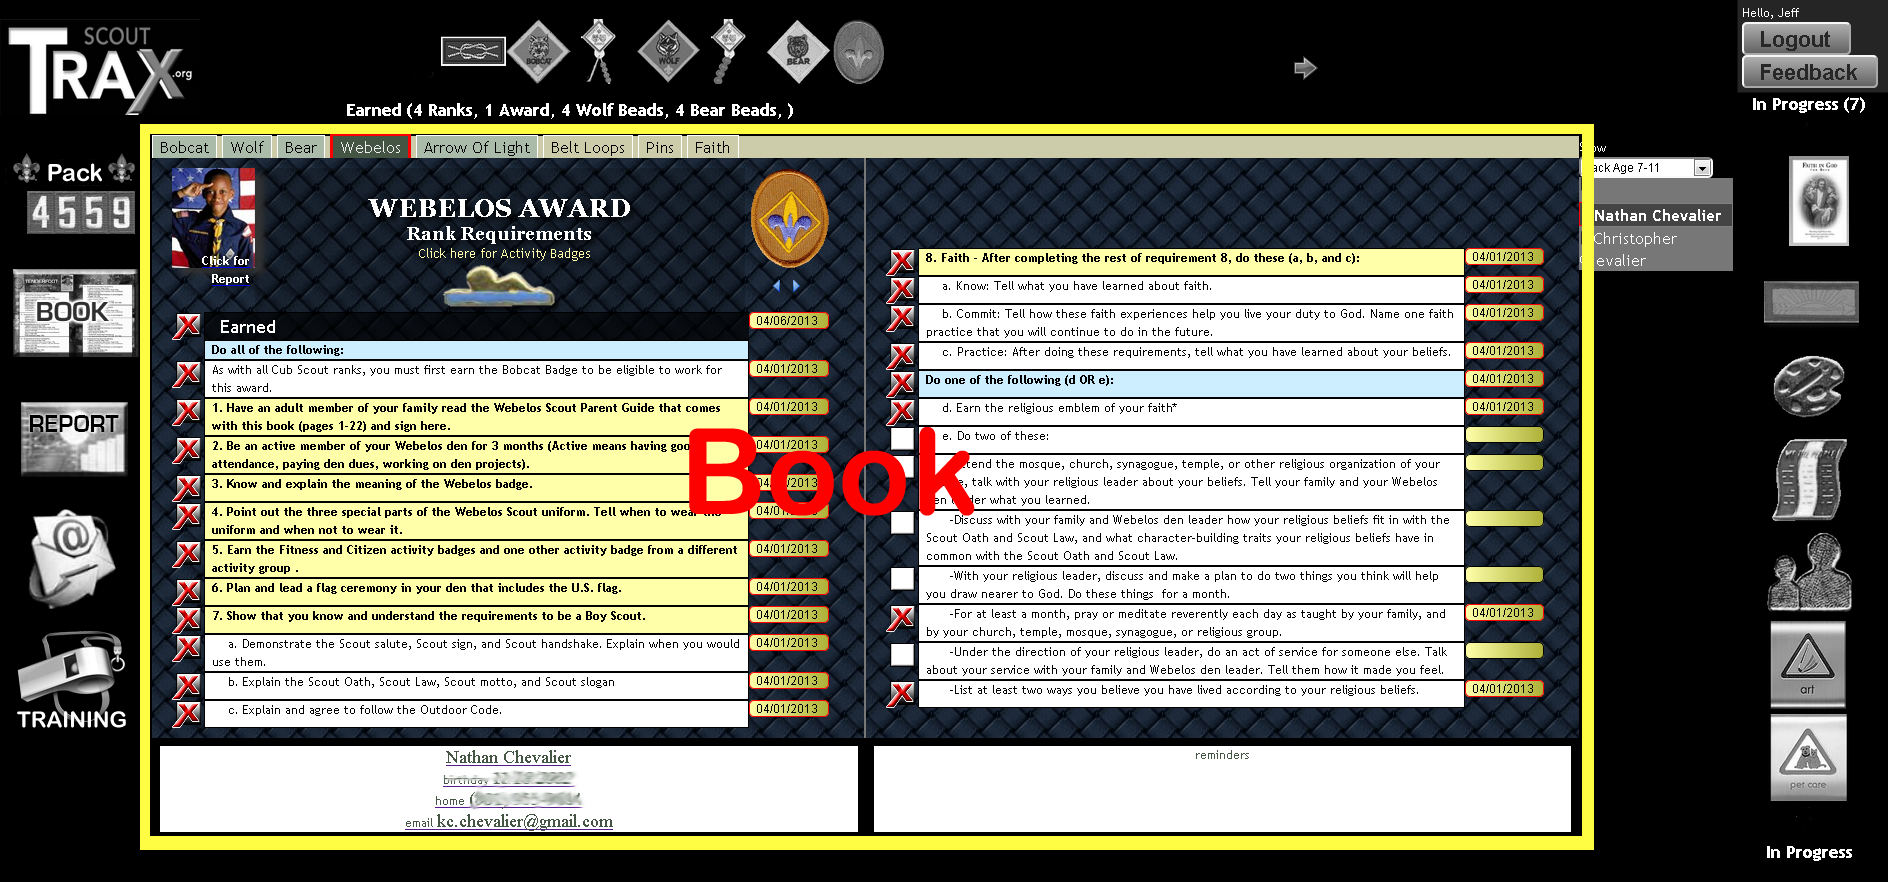 SCOUT
TRAX.org
BOBCAT
WOLF
BEAR
Earned (4 Ranks, 1 Award, 4 Wolf Beads, 4 Bear Beads, )
Hello, Jeff
Logout
Feedback
In Progress (7)
Pack
4559
BOOK
REPORT
TRAINING
Bobcat Wolf Bear Webelos Arrow Of Light Belt Loops Pins Faith
Click for
Report
WEBELOS AWARD
Rank Requirements
Click here for Activity Badges
Earned 04/06/2013
Do all of the following:
As with all Cub Scout ranks, you must first earn the Bobcat Badge to be eligible to work for 04/01/2013
this award.
1. Have an adult member of your family read the Webelos Scout Parent Guide that comes 04/01/2013
with this book (pages 1-22) and sign here.
2. Be an active member of your Webelos den for 3 months (Active means having 04/01/2013
attendance, paying den dues, working on den projects).
3. Know and explain the meaning of the Webelos badge.
4. Point out the three special parts of the Webelos Scout uniform. Tell when to
uniform and when not to wear it.
5. Earn the Fitness and Citizen activity badges and one other activity badge from a different 04/01/2013
activity group .
6. Plan and lead a flag ceremony in your den that includes the U.S. flag. 04/01/2013
7. Show that you know and understand the requirements to be a Boy Scout. 04/01/2013
a. Demonstrate the Scout salute, Scout sign, and Scout handshake. Explain when you would 04/01/2013
use them.
b. Explain the Scout Oath, Scout Law, Scout motto, and Scout slogan 04/01/2013
c. Explain and agree to follow the Outdoor Code. 04/01/2013
Book
8. Faith - After completing the rest of requirement 8, do these (a, b, and c): 04/01/2013
a. Know: Tell what you have learned about faith. 04/01/2013
b. Commit: Tell how these faith experiences help you live your duty to God. Name one faith 04/01/2013
practice that you will continue to do in the future.
c. Practice: After doing these requirements, tell what you have learned about your beliefs. 04/01/2013
Do one of the following (d OR e): 04/01/2013
d. Earn the religious emblem of your faith* 04/01/2013
e. Do two of these:
the mosque, church, synagogue, temple, or other religious organization of your
talk with your religious leader about your beliefs. Tell your family and your Webelos
what you learned.
-Discuss with your family and Webelos den leader how your religious beliefs fit in with the
Scout Oath and Scout Law, and what character-building traits your religious beliefs have in
common with the Scout Oath and Scout Law.
-With your religious leader, discuss and make a plan to do two things you think will help
you draw nearer to God. Do these things for a month.
-For at least a month, pray or meditate reverently each day as taught by your family, and 04/01/2013
by your church, temple, mosque, synagogue, or religious group.
-Under the direction of your religious leader, do an act of service for someone else. Talk
about your service with your family and Webelos den leader. Tell them how it made you feel.
-List at least two ways you believe you have lived according to your religious beliefs. 04/01/2013
Nathan Chevalier
birthday
home
email kc.chevalier@gmail.com
reminders
Age 7-11
Nathan Chevalier
Christopher
FAITH IN GOD
art
pet care
In Progress